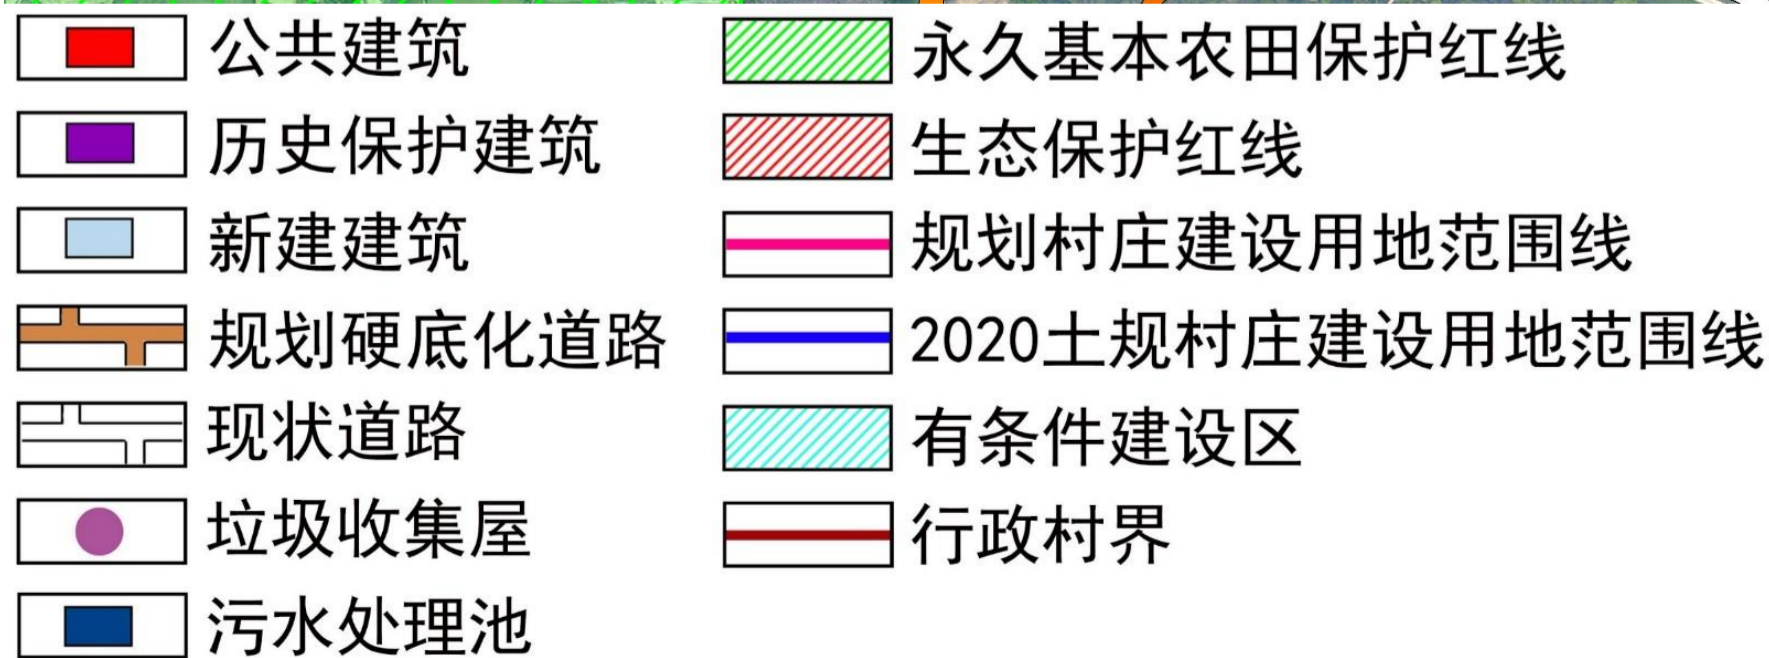 公共建筑
历史保护建筑
新建建筑
规划硬底化道路
现状道路
垃圾收集屋
污水处理池
永久基本农田保护红线
生态保护红线
规划村庄建设用地范围线
2020土规村庄建设用地范围线
有条件建设区
行政村界